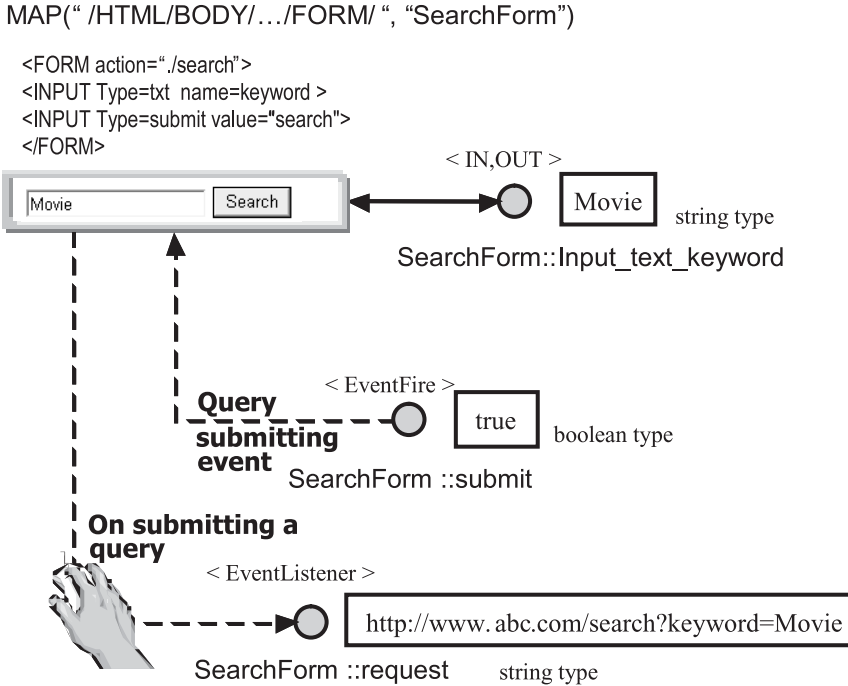 MAP(“ /HTML/BODY/…/FORM/ “, “SearchForm”)
<FORM action=“./search”>
<INPUT Type=txt name=keyword >
<INPUT Type=submit value="search">
</FORM>
Movie
Search
< IN,OUT >
Movie
string type
SearchForm::Input_text_keyword
< EventFire >
Query
submitting
event
true
boolean type
SearchForm ::submit
On submitting a
query
< EventListener >
http://www. abc.com/search?keyword=Movie
SearchForm ::request
string type